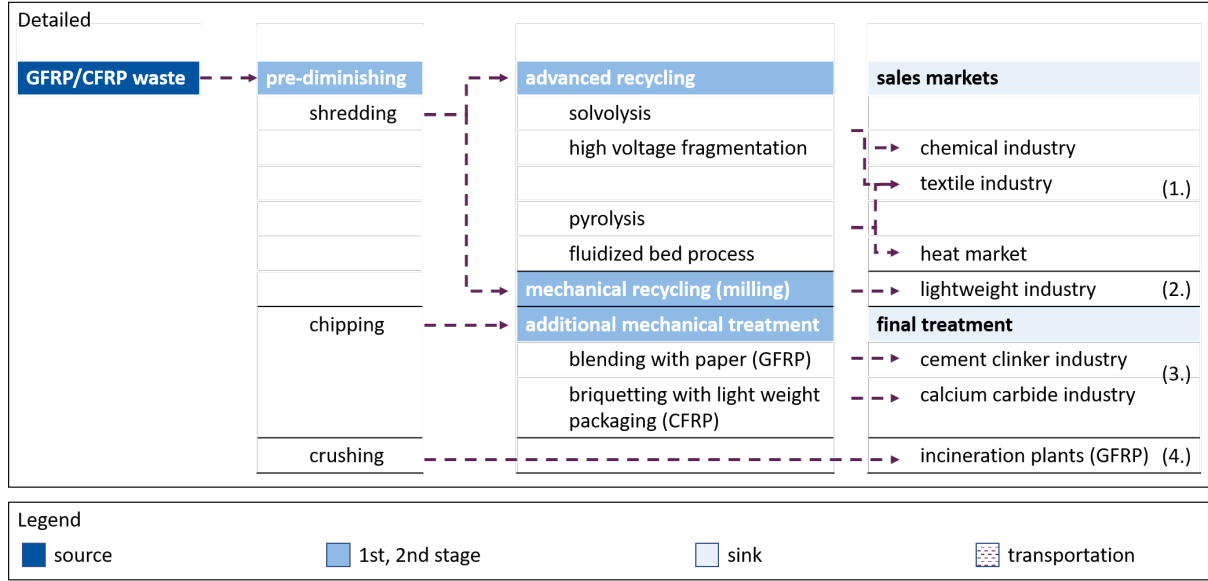 Detailed
GFRP/CFRP waste
pre-diminishing
advanced recycling
sales markets
shredding
solvolysis
high voltage fragmentation
chemical industry
textile industry
(1.)
pyrolysis
fluidized bed process
heat market
mechanical recycling (milling)
lightweight industry
(2.)
chipping
additional mechanical treatment
final treatment
blending with paper (GFRP)
cement clinker industry
(3.)
briquetting with light weight
packaging (CFRP)
calcium carbide industry
crushing
incineration plants (GFRP)
(4.)
Legend
source
1st, 2nd stage
sink
transportation